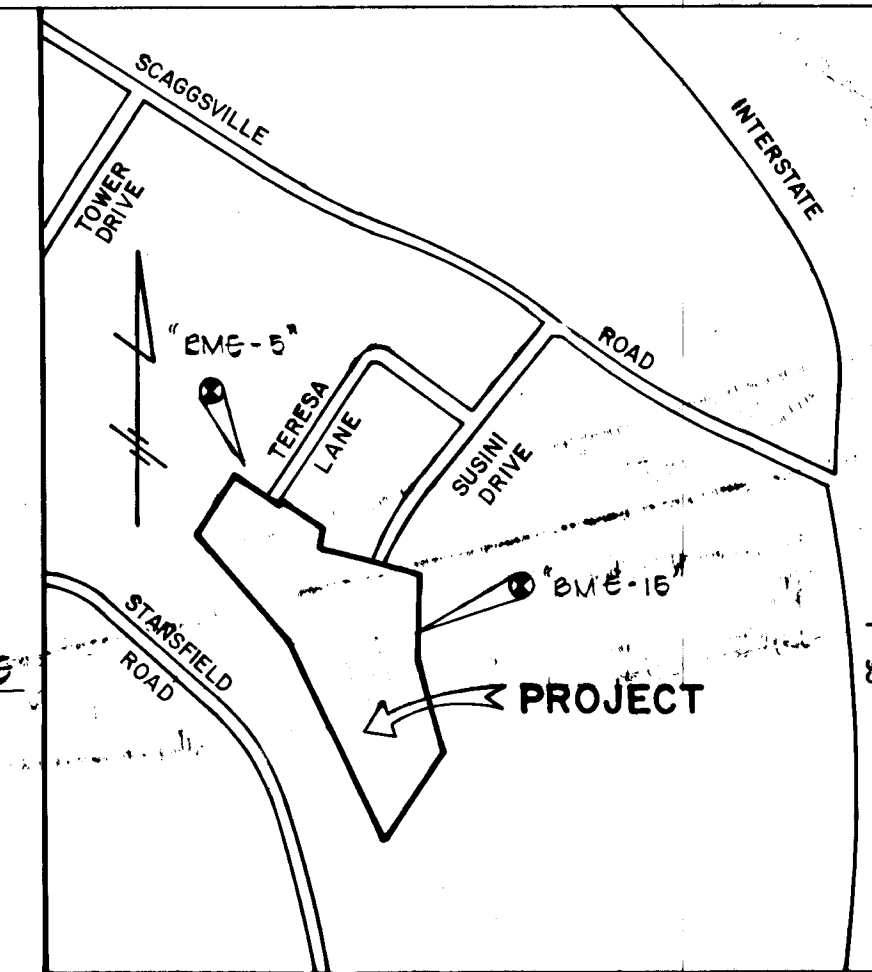 SCAGGSVILLE
INTERSTATE
TOWER
DRIVE
"BME-5"
ROAD
TERESA
LANE
SUSINI
DRIVE
"BME-15"
STANSFIELD
ROAD
PROJECT